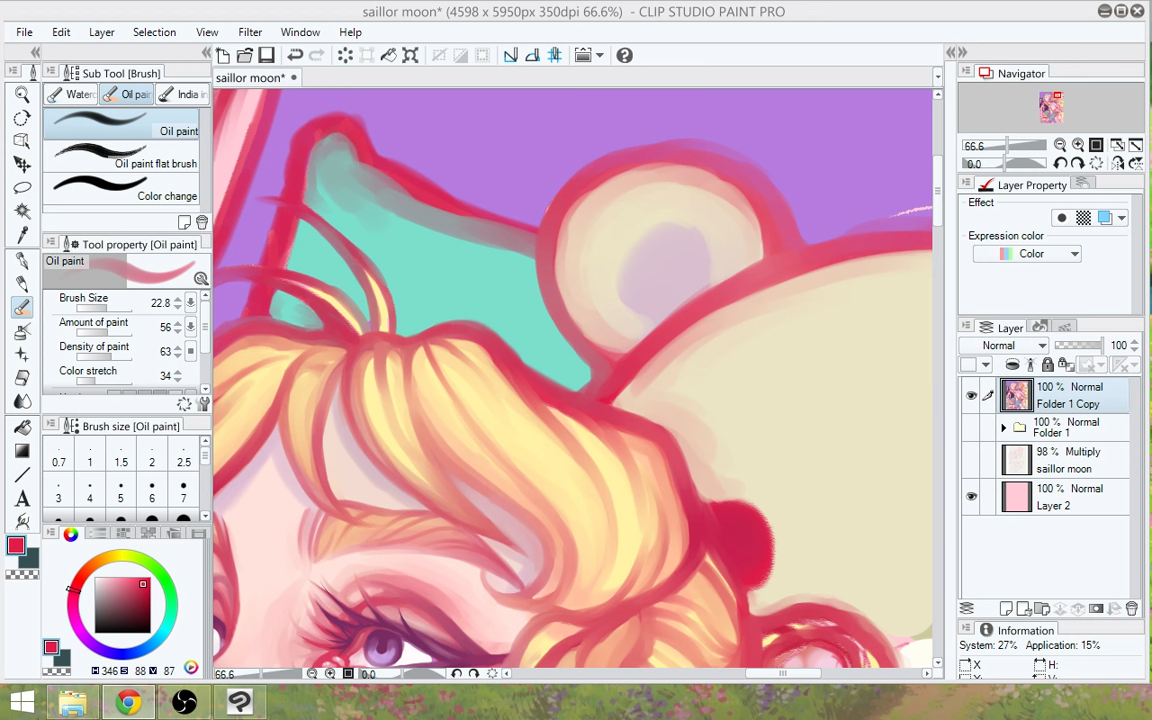 saillor moon* (4598 x 5950px 350dpi 66.6%)  - CLIP STUDIO PAINT PRO
File Edit Layer Selection View Filter Window Help
Sub Tool [Brush]
saillor moon*
Navigator
Oil pain India in
Oil paint
Oil paint flat brush
Color change
66.6
0.0
Layer Property
Effect
Expression color
Color
Tool property [Oil paint]
Oil paint
Brush Size 22.8
Amount of paint 56
Density of paint 63
Color stretch 34
Layer
Normal 100
100 % Normal
Folder 1 Copy
100 % Normal
Folder 1
98 % Multiply
saillor moon
100 % Normal
Layer 2
Brush size [Oil paint]
0.7 1 1.5 2 2.5
3 4 5 6 7
H 346 S 88 V 87
66.6 0.0
Information
System: 27% Application: 15%
X H: